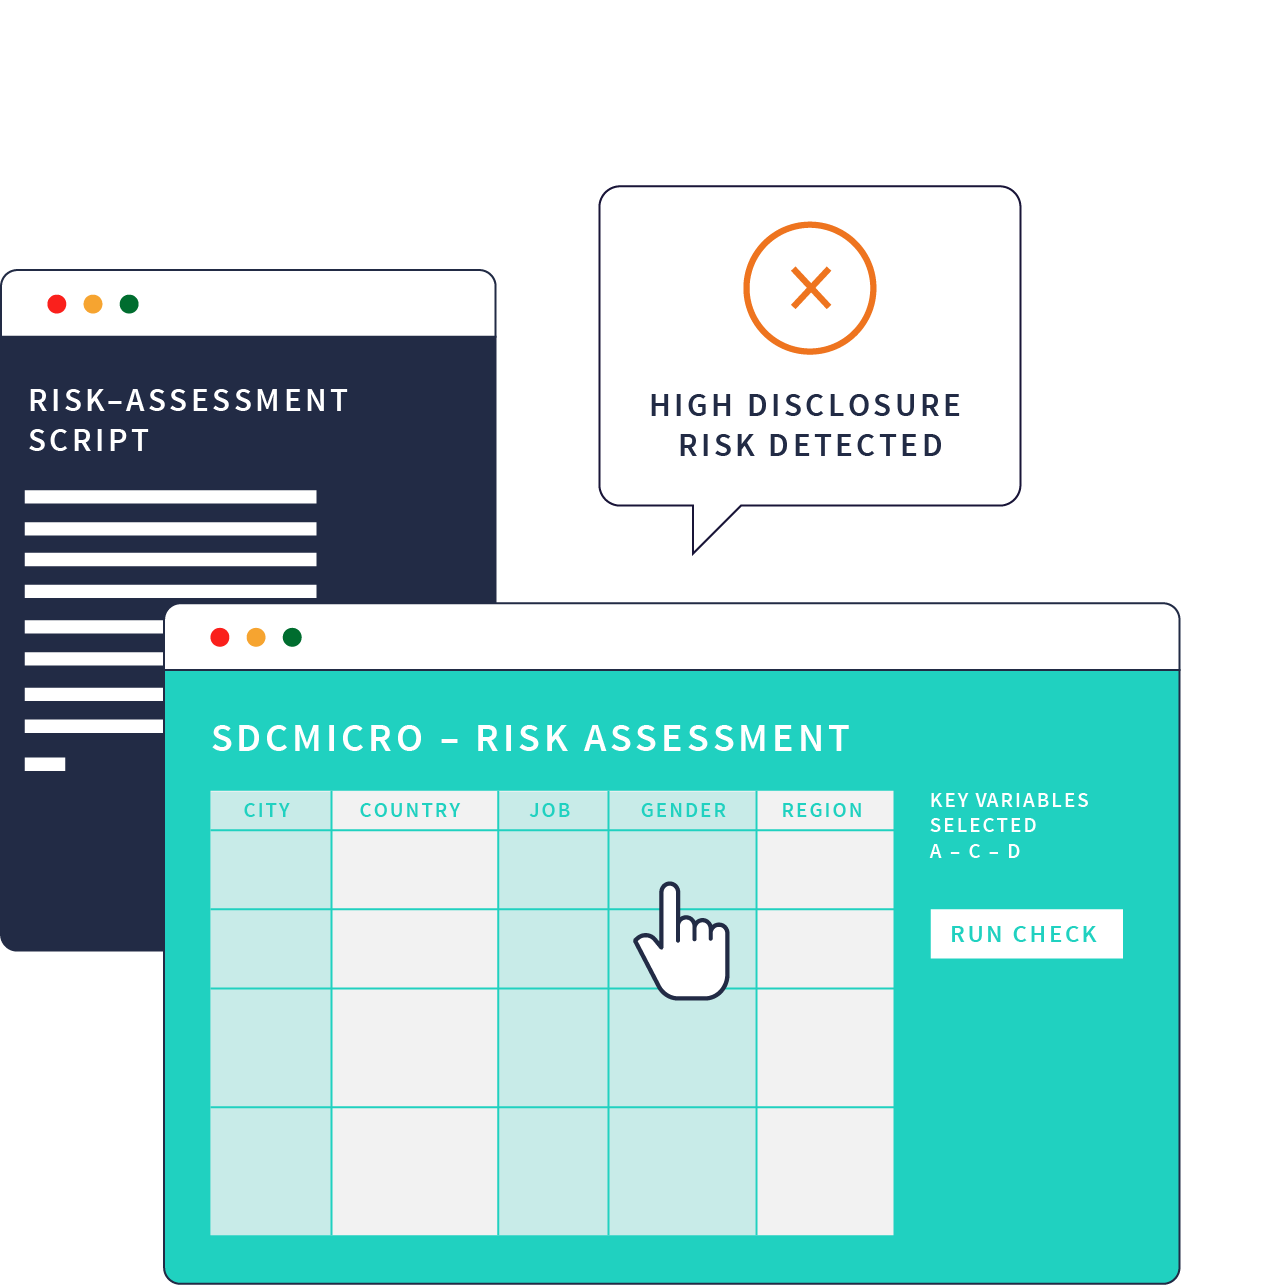 HIGH DISCLOSURE
RISK DETECTED
RISK–ASSESSMENT
SCRIPT
SDCMICRO – RISK ASSESSMENT
CITY COUNTRY JOB GENDER REGION
KEY VARIABLES
SELECTED
A – C – D
RUN CHECK